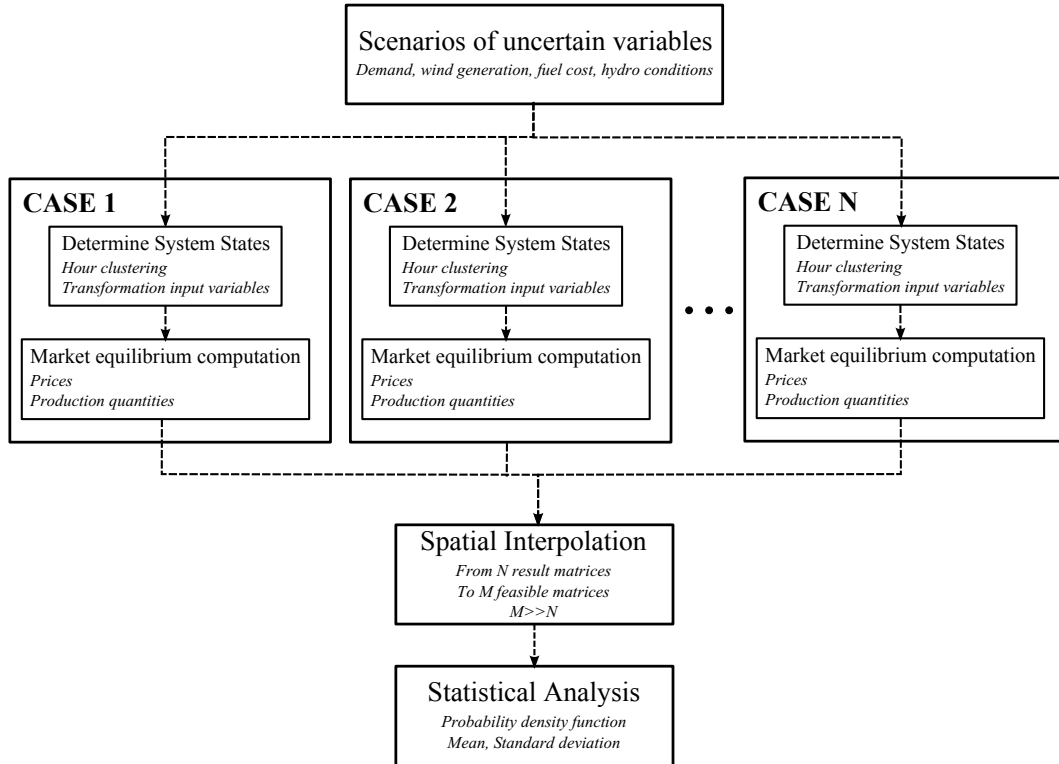 Scenarios of uncertain variables
Demand, wind generation, fuel cost, hydro conditions
CASE 1
Determine System States
Hour clustering
Transformation input variables
Market equilibrium computation
Prices
Production quantities
CASE 2
Determine System States
Hour clustering
Transformation input variables
Market equilibrium computation
Prices
Production quantities
• • •
CASE N
Determine System States
Hour clustering
Transformation input variables
Market equilibrium computation
Prices
Production quantities
Spatial Interpolation
From N result matrices
To M feasible matrices
M>>N
Statistical Analysis
Probability density function
Mean, Standard deviation